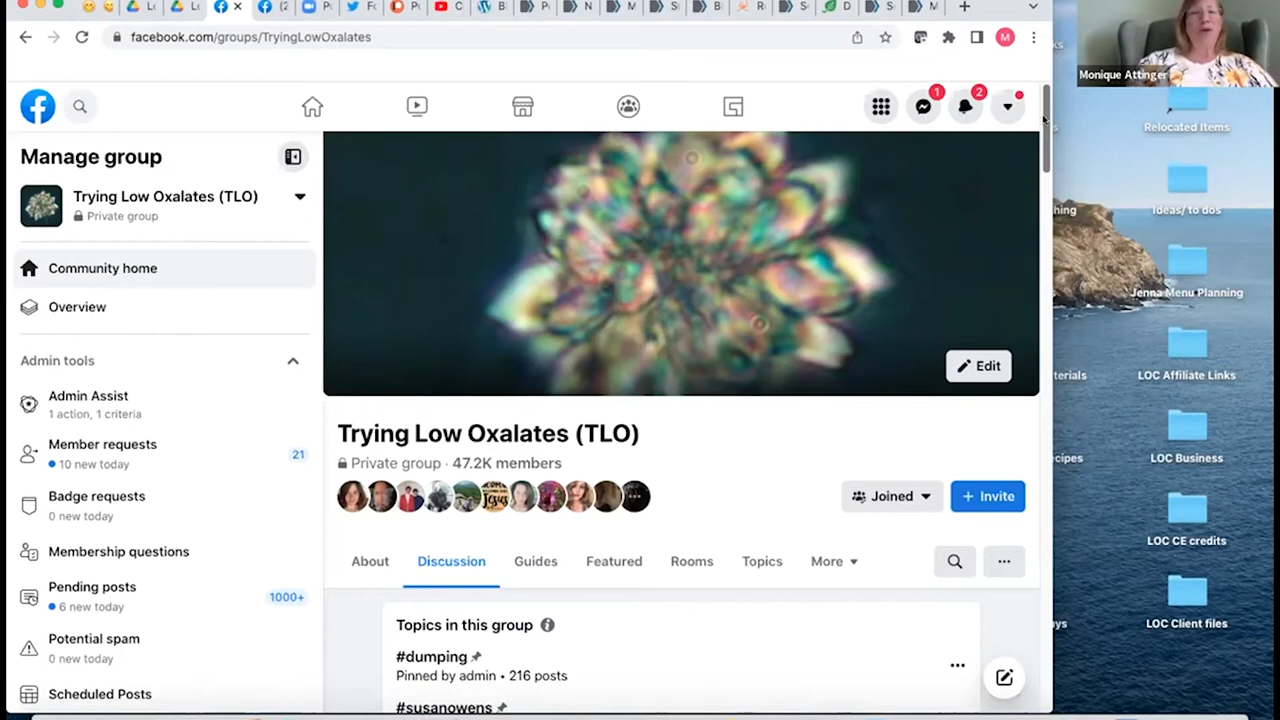 facebook.com/groups/TryingLowOxalates
M
Monique Attinger
1
2
Manage group
Trying Low Oxalates (TLO)
Private group
Community home
Overview
Admin tools
Admin Assist
1 action, 1 criteria
Member requests
10 new today
21
Badge requests
0 new today
Membership questions
Pending posts
6 new today
1000+
Potential spam
0 new today
Scheduled Posts
Edit
Trying Low Oxalates (TLO)
Private group · 47.2K members
Joined
+ Invite
About Discussion Guides Featured Rooms Topics More
Topics in this group
#dumping
Pinned by admin • 216 posts
#susanowens
Relocated Items
Ideas/ to dos
Jenna Menu Planning
LOC Affiliate Links
LOC Business
LOC CE credits
LOC Client files